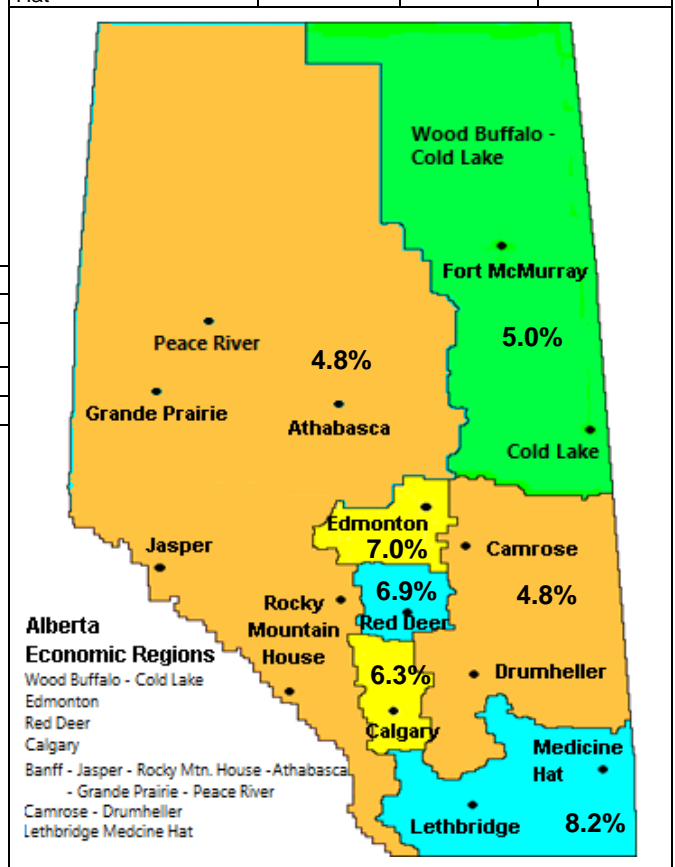 Hat
Wood Buffalo -
Cold Lake
Fort McMurray
5.0%
Peace River
4.8%
Grande Prairie
Athabasca
Cold Lake
Edmonton
7.0%
Jasper
Camrose
6.9%
4.8%
Rocky
Mountain
House
Red Deer
Alberta
Economic Regions
Wood Buffalo - Cold Lake
Edmonton
Red Deer
Calgary
Banff - Jasper - Rocky Mtn. House -Athabasca
- Grande Prairie - Peace River
Camrose - Drumheller
Lethbridge Medcine Hat
6.3%
Drumheller
Calgary
Medicine
Hat
Lethbridge
8.2%